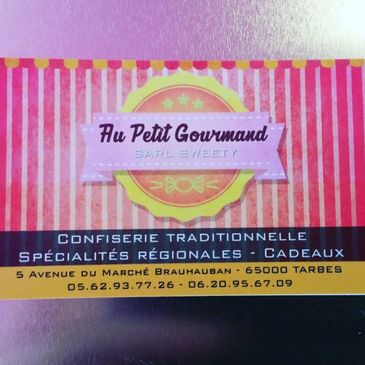 Au Petit Gourmand
SARL SWEETY
CONFISERIE TRADITIONNELLE
SPÉCIALITÉS RÉGIONALES - CADEAUX
5 AVENUE DU MARCHÉ BRAUHAUBAN - 65000 TARBES
05.62.93.77.26 - 06.20.95.67.09